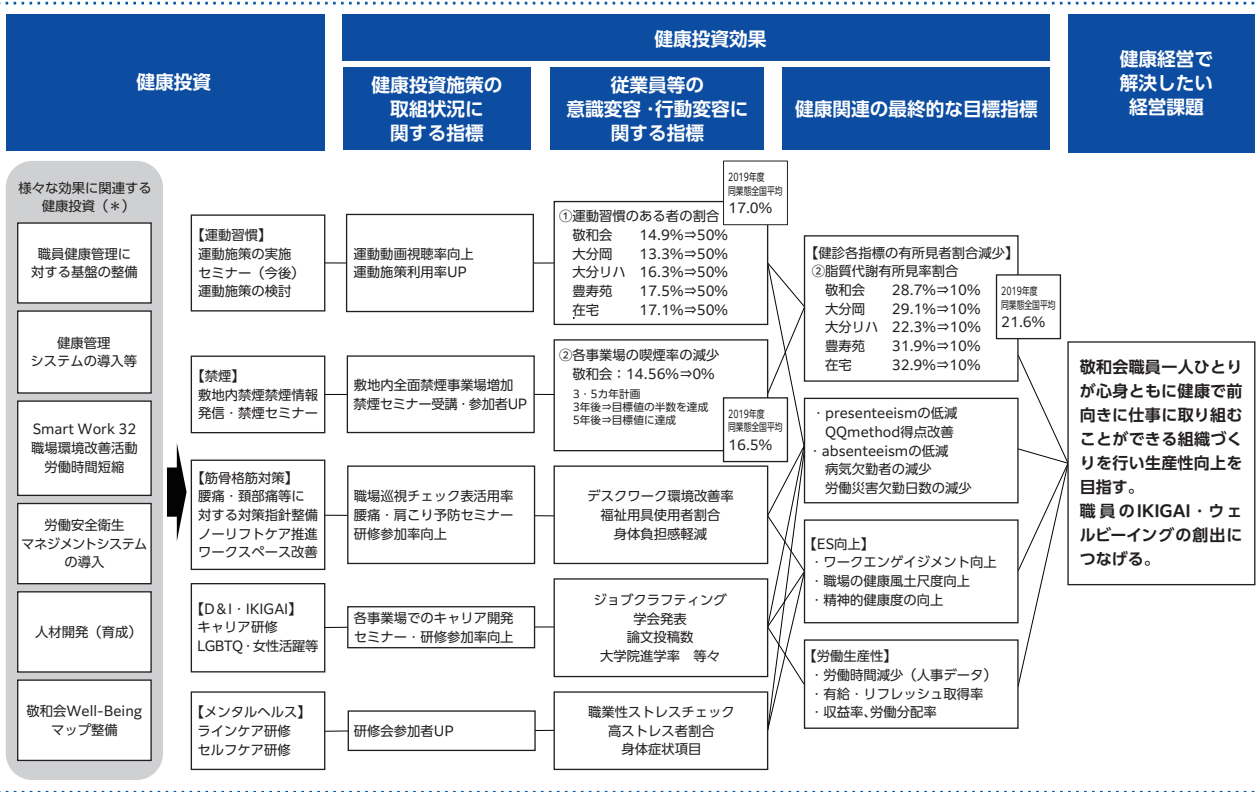 健康投資
健康投資効果
健康投資施策の
取組状況に
関する指標
従業員等の
意識変容・行動変容に
関する指標
健康関連の最終的な目標指標
健康経営で
解決したい
経営課題
様々な効果に関連する
健康投資（＊）
職員健康管理に
対する基盤の整備
健康管理
システムの導入等
Smart Work 32
職場環境改善活動
労働時間短縮
労働安全衛生
マネジメントシステム
の導入
人材開発（育成）
敬和会Well-Being
マップ整備
【運動習慣】
運動施策の実施
セミナー（今後）
運動施策の検討
【禁煙】
敷地内禁煙禁煙情報
発信・禁煙セミナー
【筋骨格筋対策】
腰痛・頚部痛等に
対する対策指針整備
ノーリフトケア推進
ワークスペース改善
【D＆I・IKIGAI】
キャリア研修
LGBTQ・女性活躍等
【メンタルヘルス】
ラインケア研修
セルフケア研修
運動動画視聴率向上
運動施策利用率UP
敷地内全面禁煙事業場増加
禁煙セミナー受講・参加者UP
職場巡視チェック表活用率
腰痛・肩こり予防セミナー
研修参加率向上
各事業場でのキャリア開発
セミナー・研修参加率向上
研修会参加者UP
2019年度
同業態全国平均
17.0%
①運動習慣のある者の割合
敬和会 14.9%⇒50%
大分岡 13.3%⇒50%
大分リハ 16.3%⇒50%
豊寿苑 17.5%⇒50%
在宅 17.1%⇒50%
②各事業場の喫煙率の減少
敬和会：14.56%⇒0%
3・5カ年計画
3年後⇒目標値の半数を達成
5年後⇒目標値に達成
2019年度
同業態全国平均
16.5%
デスクワーク環境改善率
福祉用具使用者割合
身体負担感軽減
ジョブクラフティング
学会発表
論文投稿数
大学院進学率　等々
職業性ストレスチェック
高ストレス者割合
身体症状項目
【健診各指標の有所見者割合減少】
②脂質代謝有所見率割合
敬和会 28.7%⇒10%
大分岡 29.1%⇒10%
大分リハ 22.3%⇒10%
豊寿苑 31.9%⇒10%
在宅 32.9%⇒10%
2019年度
同業態全国平均
21.6%
・presenteeismの低減
QQmethod得点改善
・absenteeismの低減
病気欠勤者の減少
労働災害欠勤日数の減少
【ES向上】
・ワークエンゲイジメント向上
・職場の健康風土尺度向上
・精神的健康度の向上
【労働生産性】
・労働時間減少（人事データ）
・有給・リフレッシュ取得率
・収益率、労働分配率
敬和会職員一人ひとり
が心身ともに健康で前
向きに仕事に取り組む
ことができる組織づく
りを行い生産性向上を
目指す。
職員のIKIGAI・ウェ
ルビーイングの創出に
つなげる。